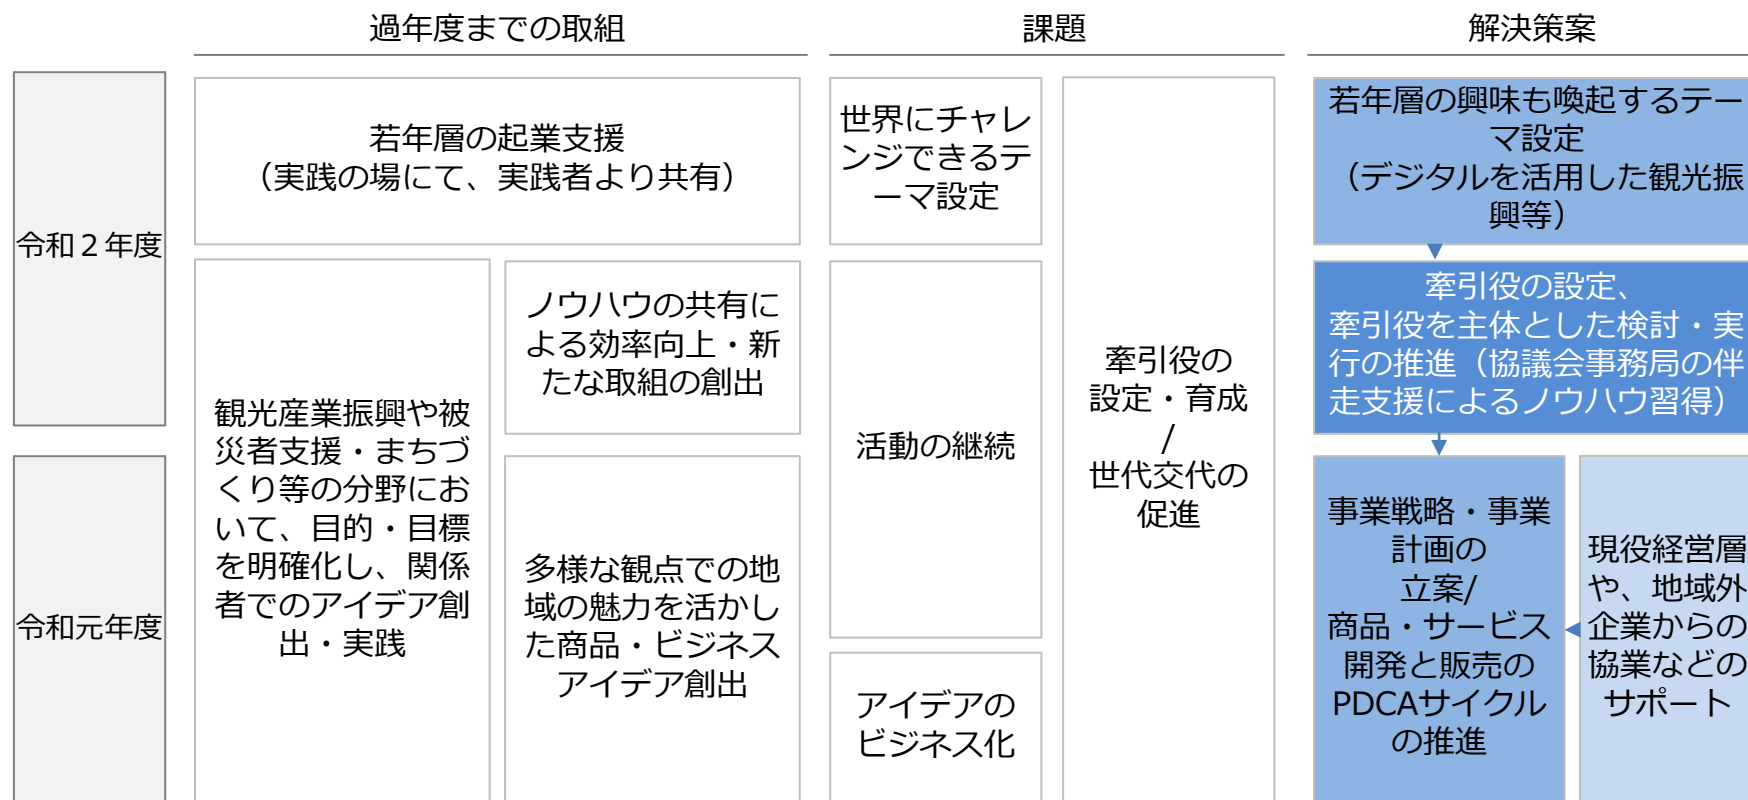 過年度までの取組
課題
解決策案
令和２年度
若年層の起業支援
（実践の場にて、実践者より共有）
世界にチャレ
ンジできるテ
ーマ設定
若年層の興味も喚起するテー
マ設定
（デジタルを活用した観光振
興等）
観光産業振興や被
災者支援・まちづ
くり等の分野にお
いて、目的・目標
を明確化し、関係
者でのアイデア創
出・実践
ノウハウの共有に
よる効率向上・新
たな取組の創出
活動の継続
牽引役の
設定・育成
/
世代交代の
促進
牽引役の設定、
牽引役を主体とした検討・実
行の推進（協議会事務局の伴
走支援によるノウハウ習得）
令和元年度
多様な観点での地
域の魅力を活かし
た商品・ビジネス
アイデア創出
アイデアの
ビジネス化
事業戦略・事業
計画の
立案/
商品・サービス
開発と販売の
PDCAサイクル
の推進
現役経営層
や、地域外
企業からの
協業などの
サポート